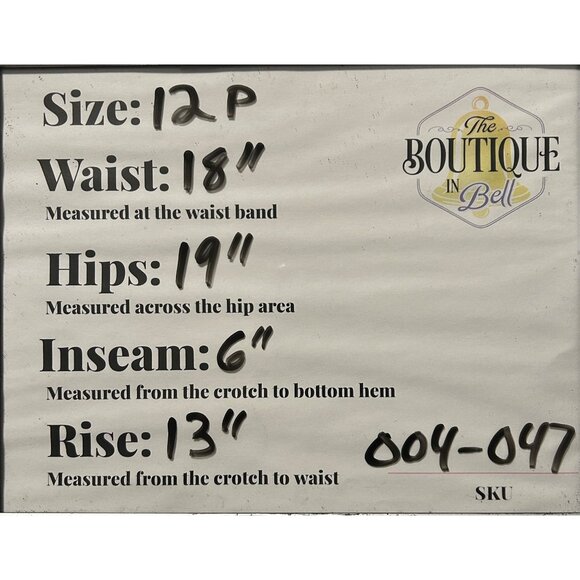 Size: 12 P
The
BOUTIQUE
IN
Bell
Waist: 18"
Measured at the waist band
Hips: 19"
Measured across the hip area
Inseam: 6"
Measured from the crotch to bottom hem
Rise: 13"
Measured from the crotch to waist
004-047
SKU